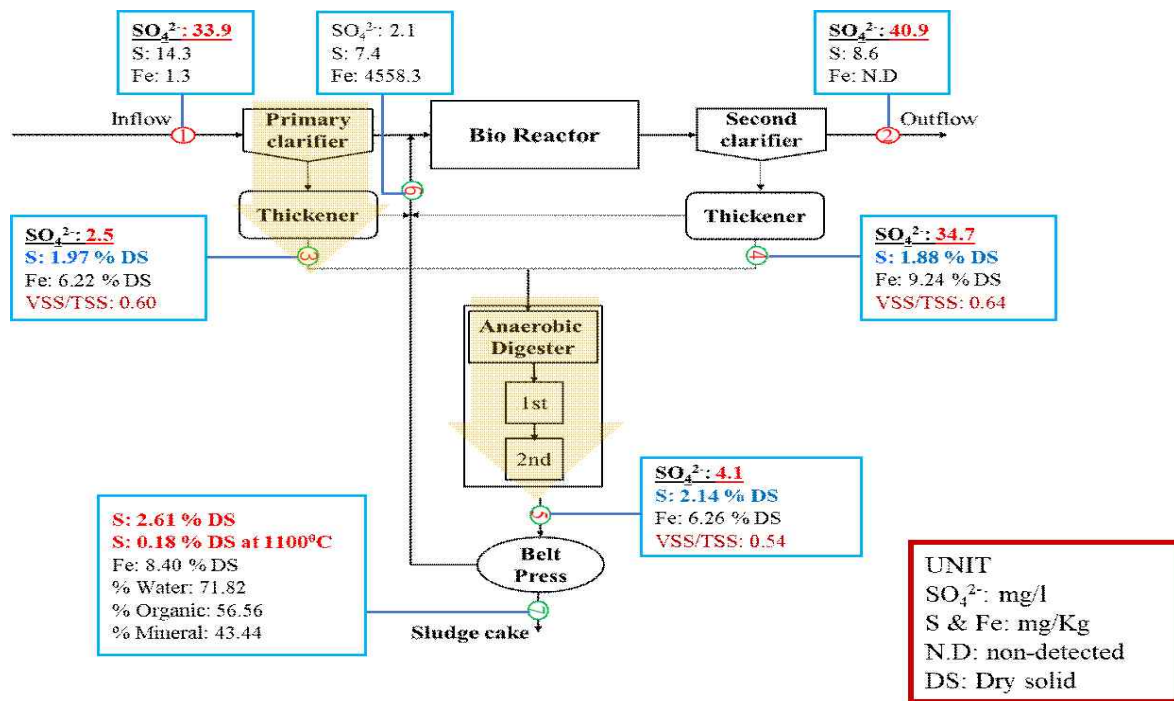 SO₄²⁻: 33.9
S: 14.3
Fe: 1.3
SO₄²⁻: 2.1
S: 7.4
Fe: 4558.3
SO₄²⁻: 40.9
S: 8.6
Fe: N.D
Inflow
1
Primary
clarifier
Bio Reactor
Second
clarifier
2
Outflow
6
Thickener
Thickener
SO₄²⁻: 2.5
S: 1.97 % DS
Fe: 6.22 % DS
VSS/TSS: 0.60
3
4
SO₄²⁻: 34.7
S: 1.88 % DS
Fe: 9.24 % DS
VSS/TSS: 0.64
Anaerobic
Digester
1st
2nd
SO₄²⁻: 4.1
S: 2.14 % DS
Fe: 6.26 % DS
VSS/TSS: 0.54
5
S: 2.61 % DS
S: 0.18 % DS at 1100⁰C
Fe: 8.40 % DS
% Water: 71.82
% Organic: 56.56
% Mineral: 43.44
Belt
Press
7
Sludge cake
UNIT
SO₄²⁻: mg/l
S & Fe: mg/Kg
N.D: non-detected
DS: Dry solid